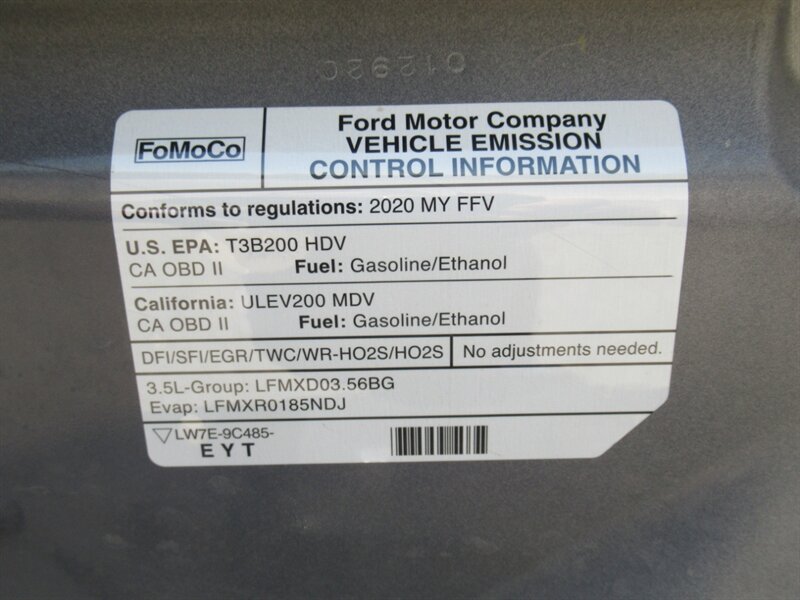 01292C
FoMoCo
Ford Motor Company
VEHICLE EMISSION
CONTROL INFORMATION
Conforms to regulations: 2020 MY FFV
U.S. EPA: T3B200 HDV
CA OBD II Fuel: Gasoline/Ethanol
California: ULEV200 MDV
CA OBD II Fuel: Gasoline/Ethanol
DFI/SFI/EGR/TWC/WR-HO2S/HO2S No adjustments needed.
3.5L-Group: LFMXD03.56BG
Evap: LFMXR0185NDJ
LW7E-9C485-
E Y T